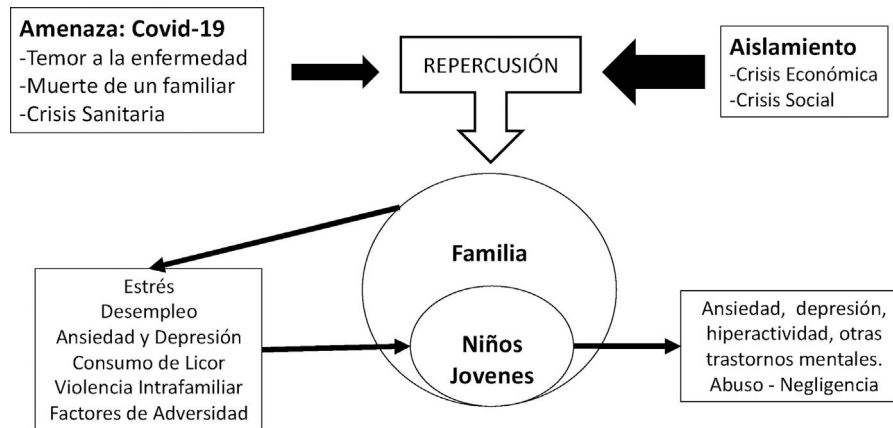 Amenaza: Covid-19
-Temor a la enfermedad
-Muerte de un familiar
-Crisis Sanitaria
REPERCUSIÓN
Aislamiento
-Crisis Económica
-Crisis Social
Familia
Niños
Jovenes
Estrés
Desempleo
Ansiedad y Depresión
Consumo de Licor
Violencia Intrafamiliar
Factores de Adversidad
Ansiedad, depresión,
hiperactividad, otras
trastornos mentales.
Abuso - Negligencia